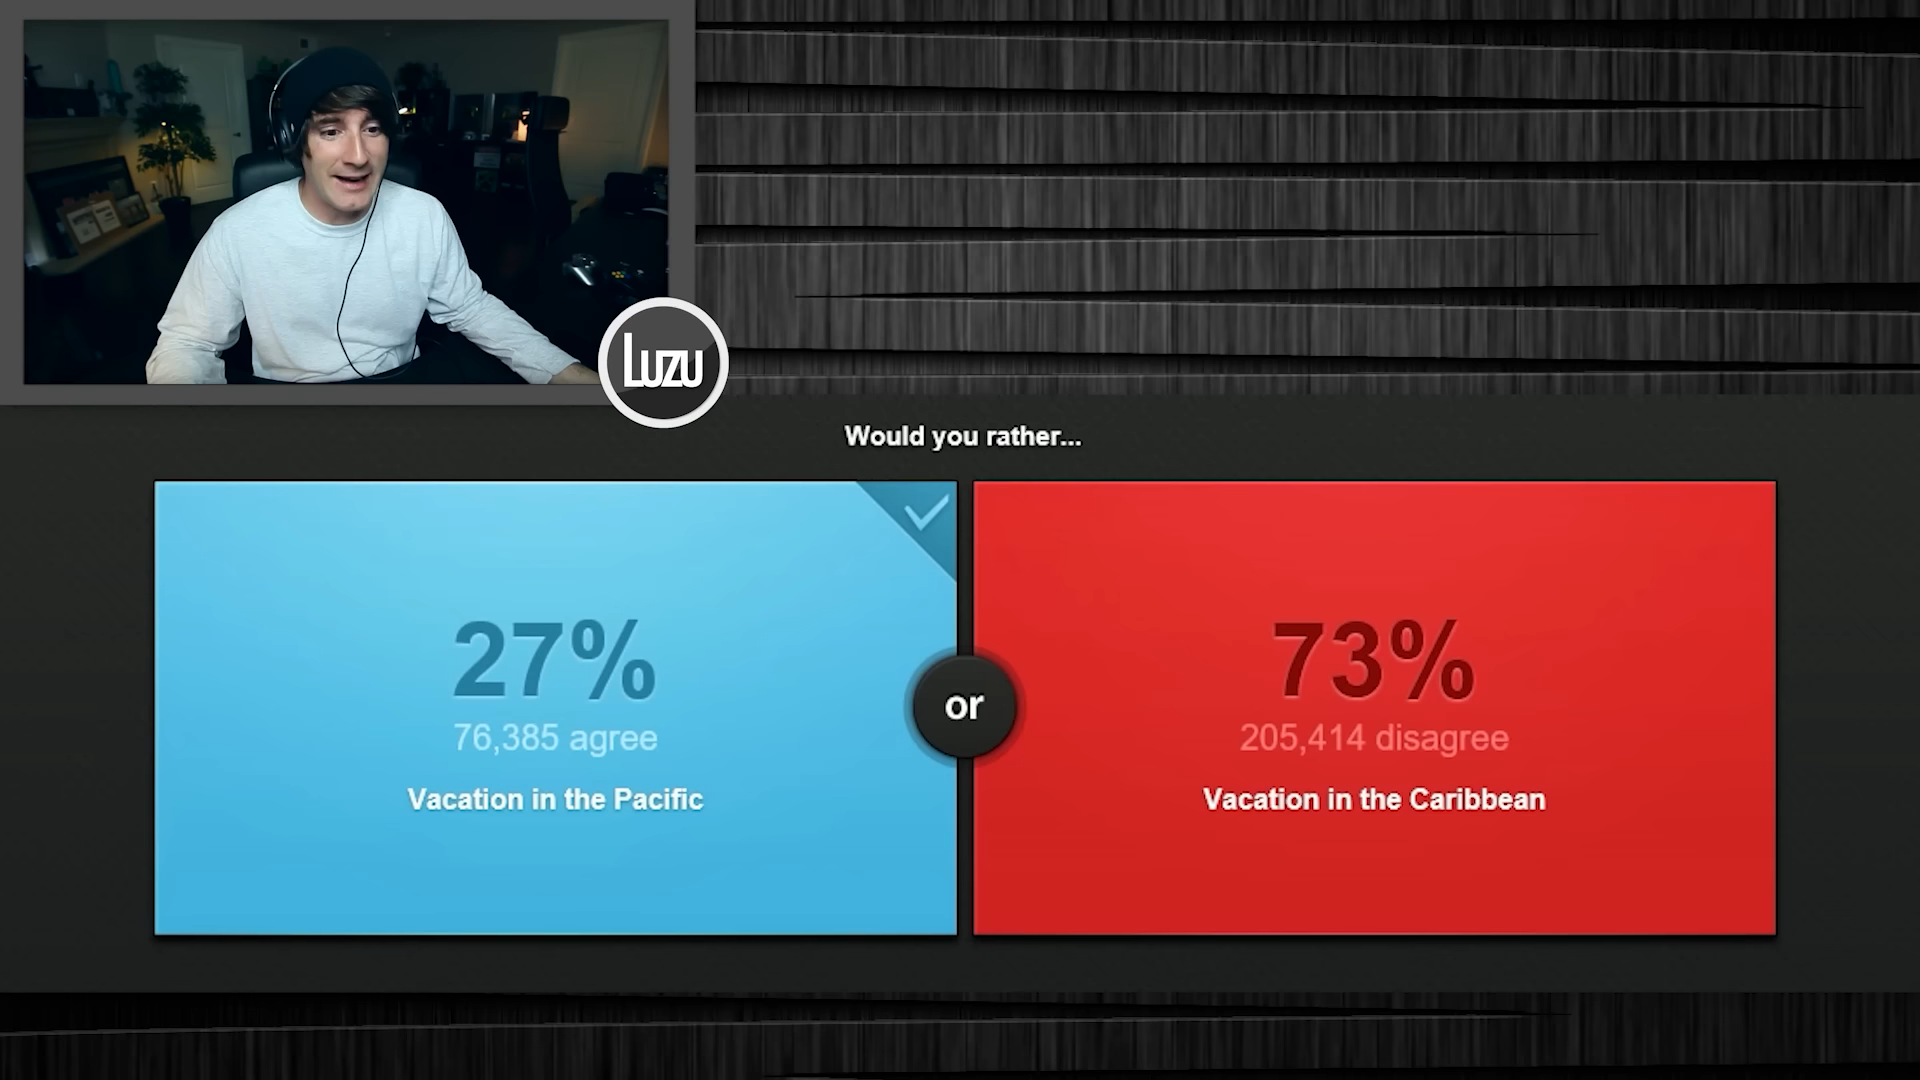 Luzu
Would you rather...
27%
76,385 agree
Vacation in the Pacific
or
73%
205,414 disagree
Vacation in the Caribbean